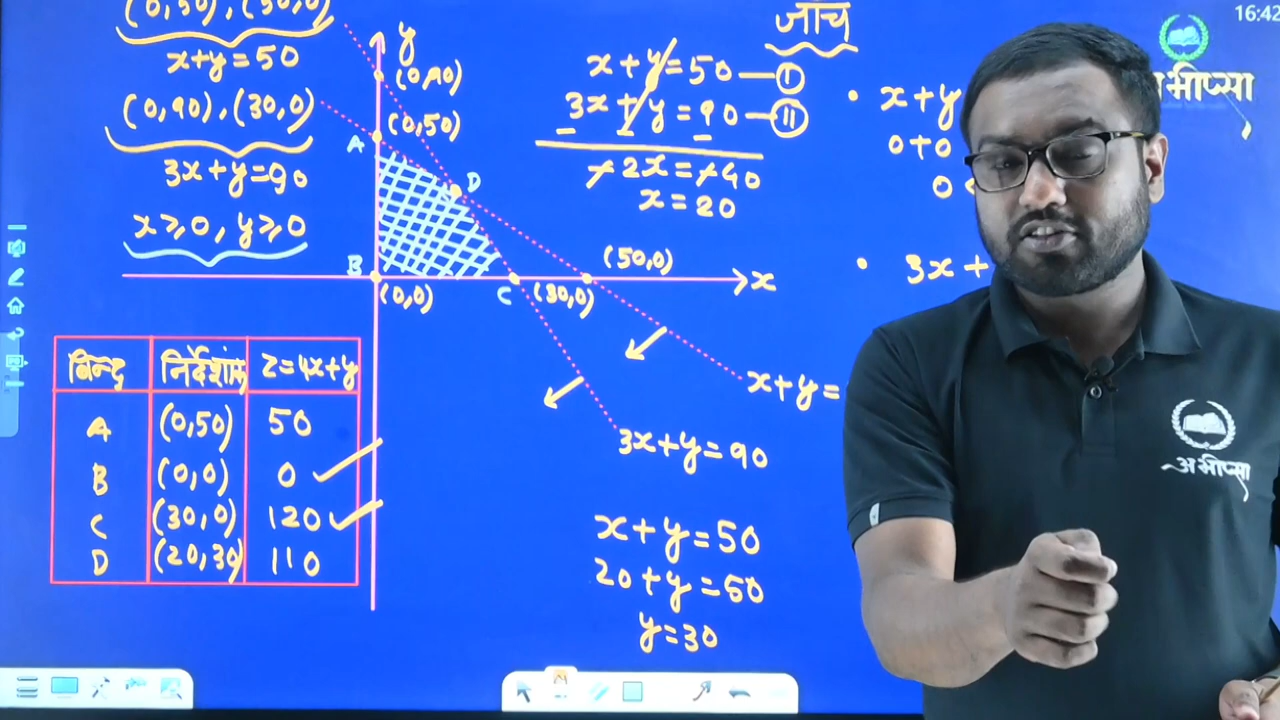 (0,50), (50,0)
x+y=50
(0,90), (30,0)
3x+y=90
x≥0, y≥0
y
(0,90)
(0,50)
A
D
B
(0,0)
C
(30,0)
(50,0)
x
x+y=
3x+y=90
जाँच
x+y=50 — I
3x+y=90 — II
-2x=-40
x=20
• x+y
0+0
0<
• 3x+
बिन्दु निर्देशांक Z=4x+y
A (0,50) 50
B (0,0) 0
C (30,0) 120
D (20,30) 110
x+y=50
20+y=50
y=30
16:42
अभीप्सा
अभीप्सा